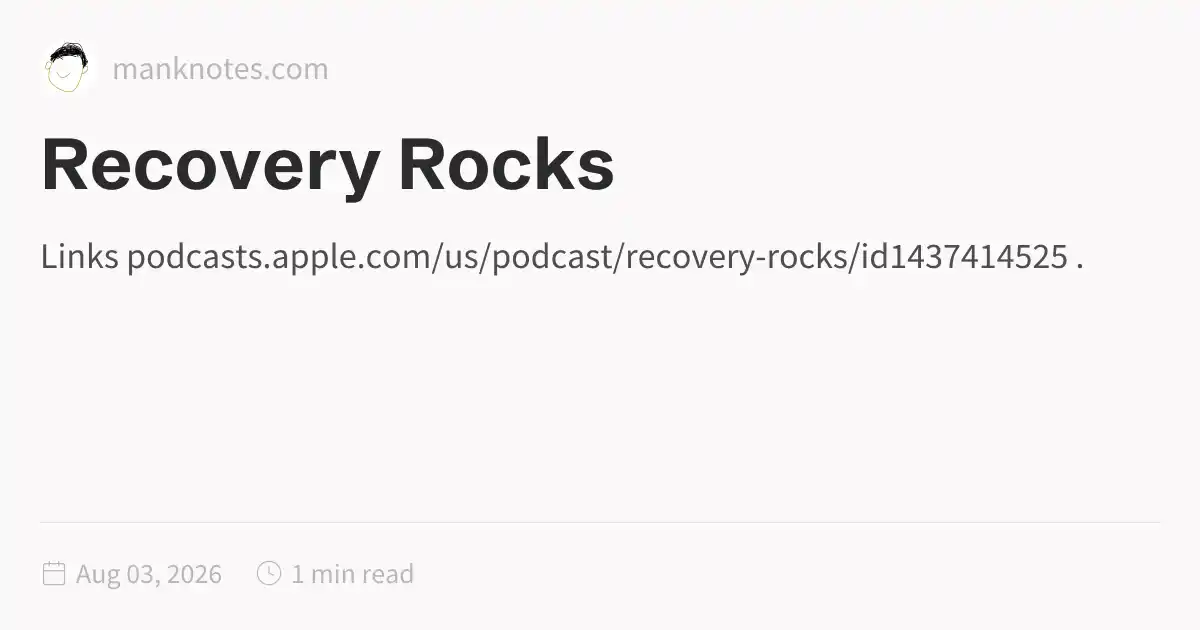 manknotes.com
Recovery Rocks
Links podcasts.apple.com/us/podcast/recovery-rocks/id1437414525 .
Aug 03, 2026 1 min read